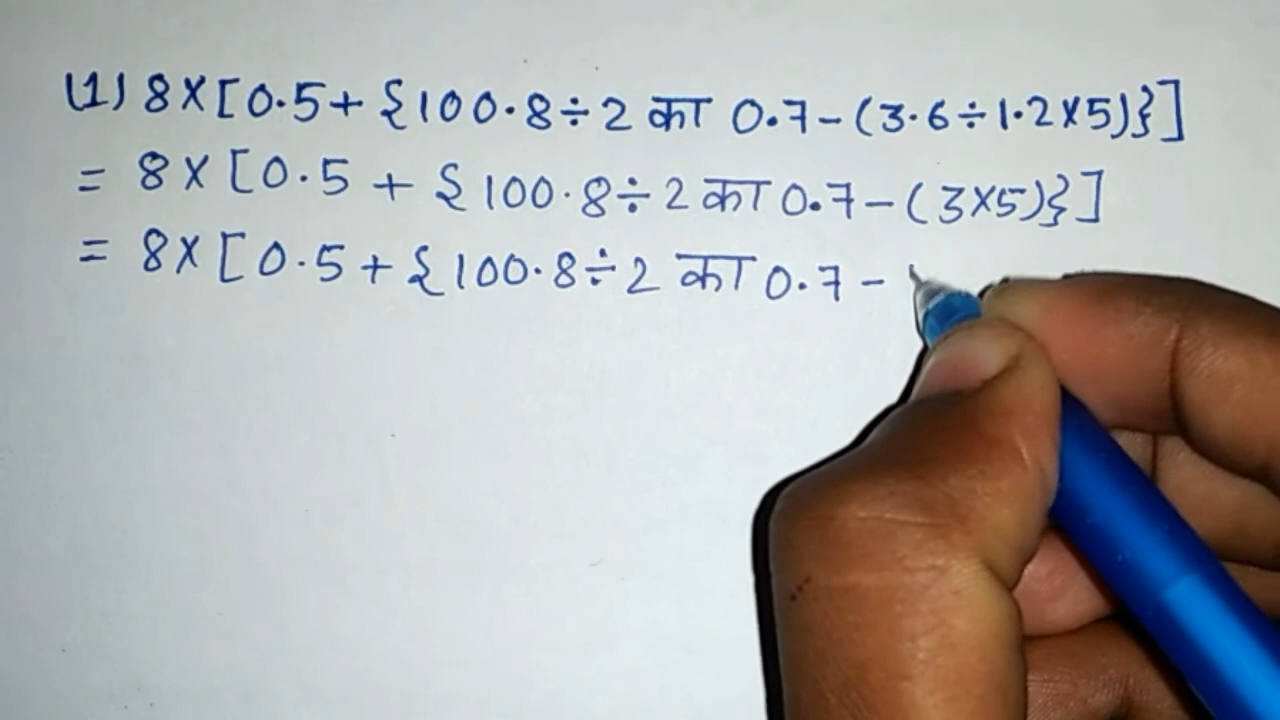 (1) 8×[0.5+{100.8÷2 का 0.7-(3.6÷1.2×5)}]
= 8×[0.5+{100.8÷2 का 0.7-(3×5)}]
= 8×[0.5+{100.8÷2 का 0.7-